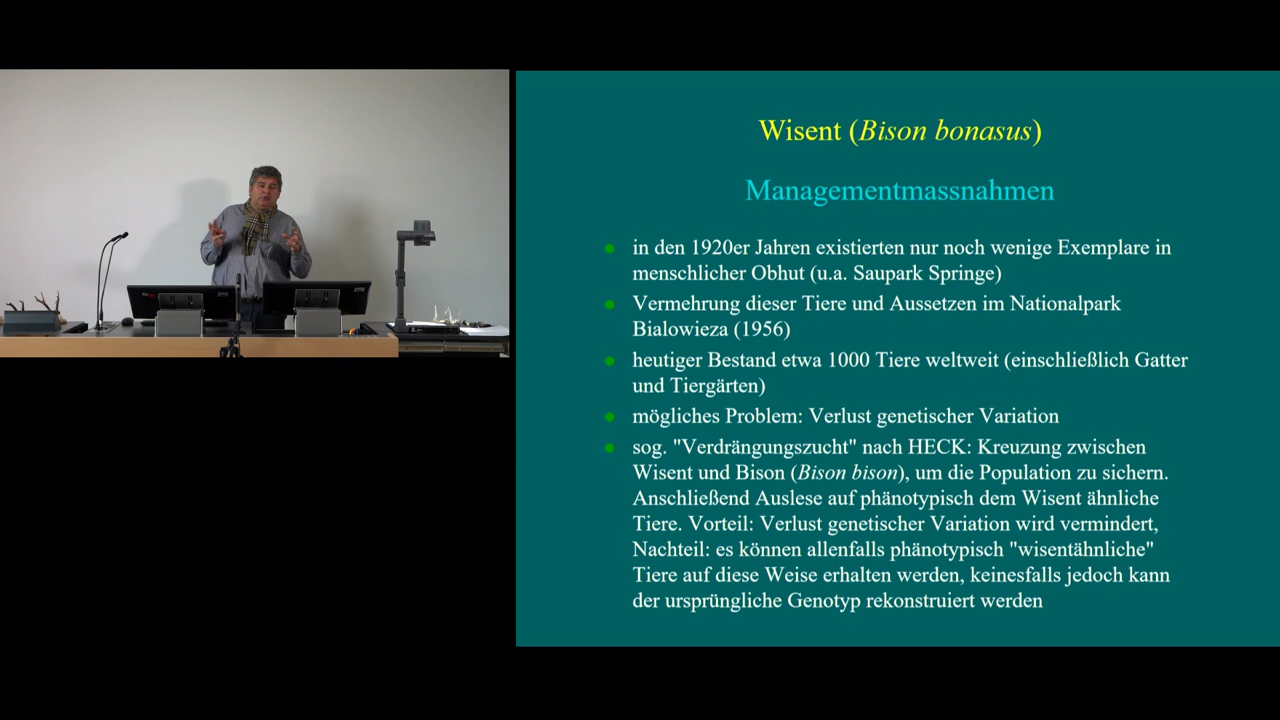 Wisent (Bison bonasus)
Managementmassnahmen
in den 1920er Jahren existierten nur noch wenige Exemplare in
menschlicher Obhut (u.a. Saupark Springe)
Vermehrung dieser Tiere und Aussetzen im Nationalpark
Bialowieza (1956)
heutiger Bestand etwa 1000 Tiere weltweit (einschließlich Gatter
und Tiergärten)
mögliches Problem: Verlust genetischer Variation
sog. "Verdrängungszucht" nach HECK: Kreuzung zwischen
Wisent und Bison (Bison bison), um die Population zu sichern.
Anschließend Auslese auf phänotypisch dem Wisent ähnliche
Tiere. Vorteil: Verlust genetischer Variation wird vermindert,
Nachteil: es können allenfalls phänotypisch "wisentähnliche"
Tiere auf diese Weise erhalten werden, keinesfalls jedoch kann
der ursprüngliche Genotyp rekonstruiert werden